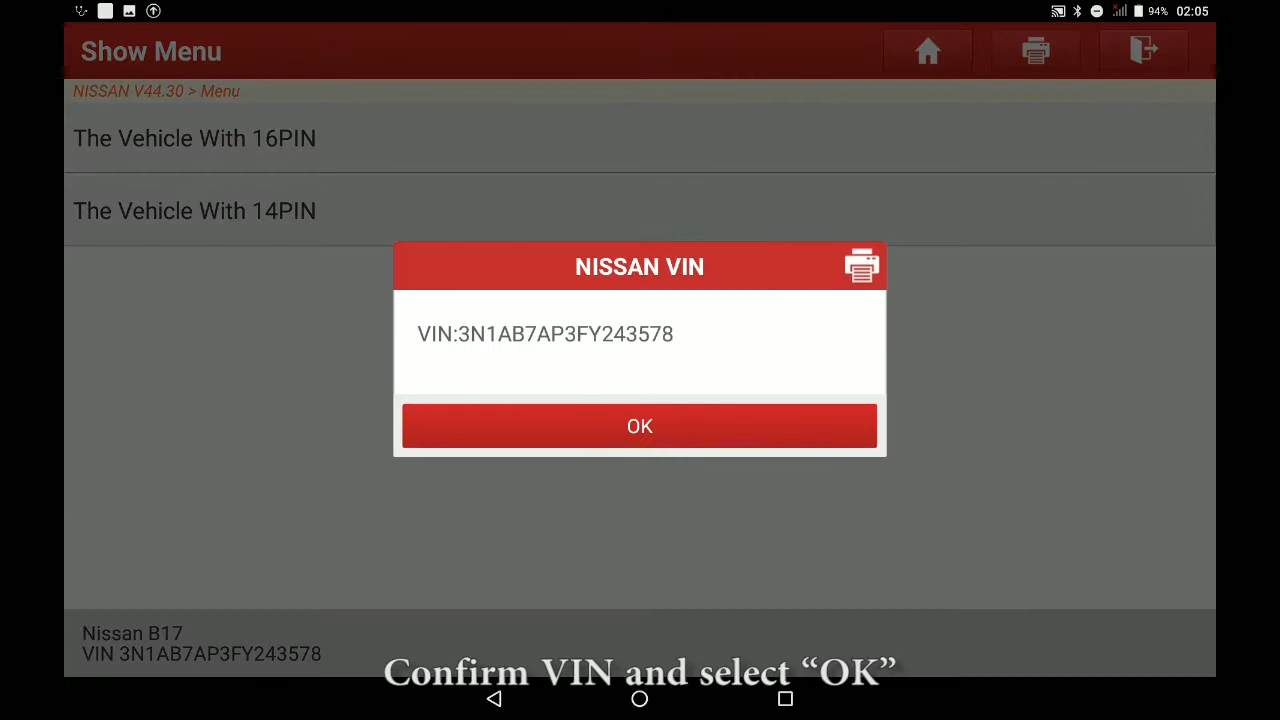 94% 02:05
Show Menu
NISSAN V44.30 > Menu
The Vehicle With 16PIN
The Vehicle With 14PIN
NISSAN VIN
VIN:3N1AB7AP3FY243578
OK
Nissan B17
VIN 3N1AB7AP3FY243578
Confirm VIN and select “OK”